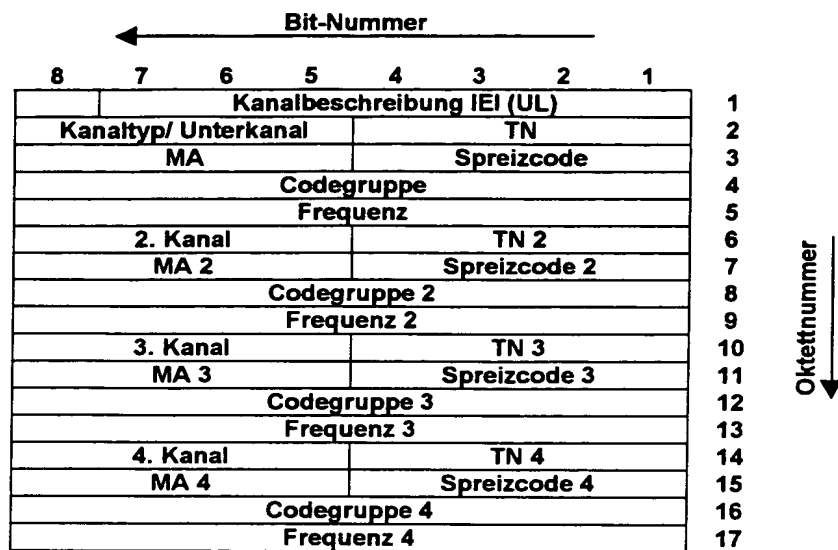 Bit-Nummer
8 7 6 5 4 3 2 1
Kanalbeschreibung IEI (UL) 1
Kanaltyp/ Unterkanal TN 2
MA Spreizcode 3
Codegruppe 4
Frequenz 5
2. Kanal TN 2 6
MA 2 Spreizcode 2 7
Codegruppe 2 8
Frequenz 2 9
3. Kanal TN 3 10
MA 3 Spreizcode 3 11
Codegruppe 3 12
Frequenz 3 13
4. Kanal TN 4 14
MA 4 Spreizcode 4 15
Codegruppe 4 16
Frequenz 4 17
Oktettnummer